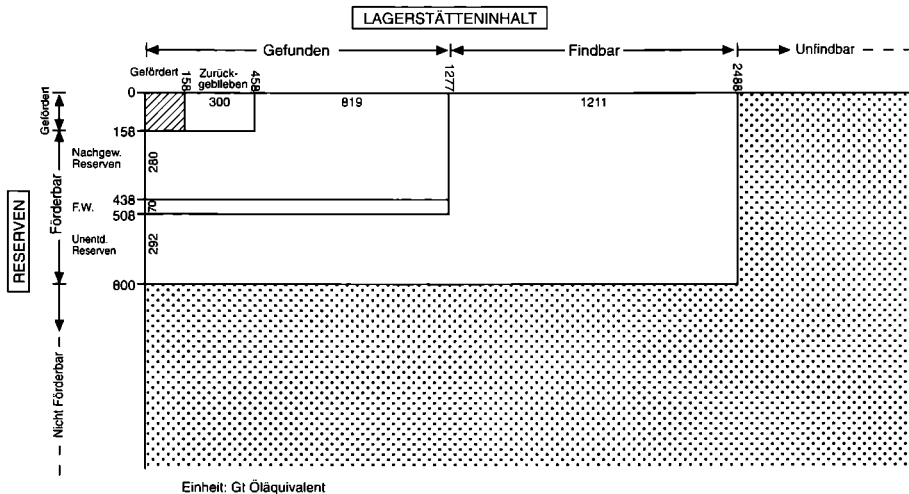 LAGERSTÄTTENINHALT
Gefunden
Findbar
Unfindbar
Gefördert
Zurück-
geblieben
158
458
1277
2488
300
819
1211
0
158
438
508
800
Gefördert
Förderbar
Nicht Förderbar
RESERVEN
Nachgew.
Reserven
280
F.W.
70
Unentd.
Reserven
292
Einheit: Gt Öläquivalent